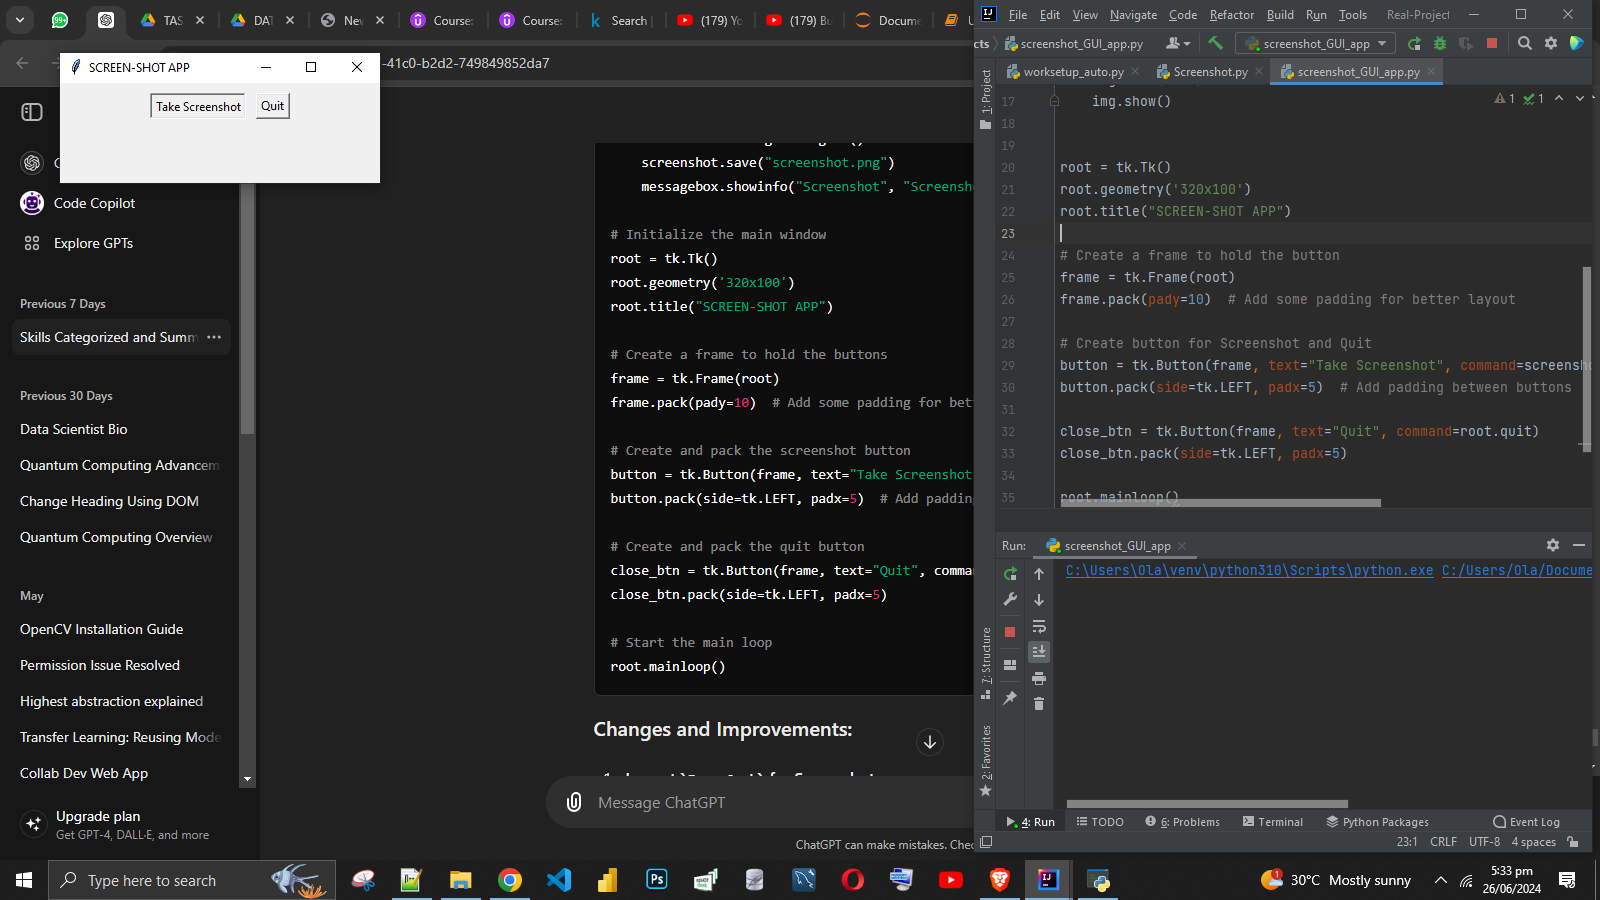 99+
TAS
DAT
Nev
Course:
Course:
Search
(179) Yo
(179) Bu
Docume
-41c0-b2d2-749849852da7
SCREEN-SHOT APP
Take Screenshot
Quit
Code Copilot
Explore GPTs
Previous 7 Days
Skills Categorized and Summ
Previous 30 Days
Data Scientist Bio
Quantum Computing Advancem
Change Heading Using DOM
Quantum Computing Overview
May
OpenCV Installation Guide
Permission Issue Resolved
Highest abstraction explained
Transfer Learning: Reusing Mode
Collab Dev Web App
Upgrade plan
Get GPT-4, DALL·E, and more
screenshot.save("screenshot.png")
messagebox.showinfo("Screenshot", "Screensh
# Initialize the main window
root = tk.Tk()
root.geometry('320x100')
root.title("SCREEN-SHOT APP")
# Create a frame to hold the buttons
frame = tk.Frame(root)
frame.pack(pady=10)  # Add some padding for bet
# Create and pack the screenshot button
button = tk.Button(frame, text="Take Screenshot
button.pack(side=tk.LEFT, padx=5)  # Add padding
# Create and pack the quit button
close_btn = tk.Button(frame, text="Quit", comman
close_btn.pack(side=tk.LEFT, padx=5)
# Start the main loop
root.mainloop()
Changes and Improvements:
Message ChatGPT
ChatGPT can make mistakes. Chec
File Edit View Navigate Code Refactor Build Run Tools Real-Project
cts screenshot_GUI_app.py screenshot_GUI_app
worksetup_auto.py Screenshot.py screenshot_GUI_app.py
1: Project
1 1
17 img.show()
18
19
20 root = tk.Tk()
21 root.geometry('320x100')
22 root.title("SCREEN-SHOT APP")
23
24 # Create a frame to hold the button
25 frame = tk.Frame(root)
26 frame.pack(pady=10)  # Add some padding for better layout
27
28 # Create button for Screenshot and Quit
29 button = tk.Button(frame, text="Take Screenshot", command=screensho
30 button.pack(side=tk.LEFT, padx=5)  # Add padding between buttons
31
32 close_btn = tk.Button(frame, text="Quit", command=root.quit)
33 close_btn.pack(side=tk.LEFT, padx=5)
34
35 root.mainloop()
Run: screenshot_GUI_app
C:\Users\Ola\venv\python310\Scripts\python.exe C:/Users/Ola/Docume
7: Structure
2: Favorites
4: Run TODO 6: Problems Terminal Python Packages Event Log
23:1 CRLF UTF-8 4 spaces
Type here to search
30°C Mostly sunny
5:33 pm
26/06/2024